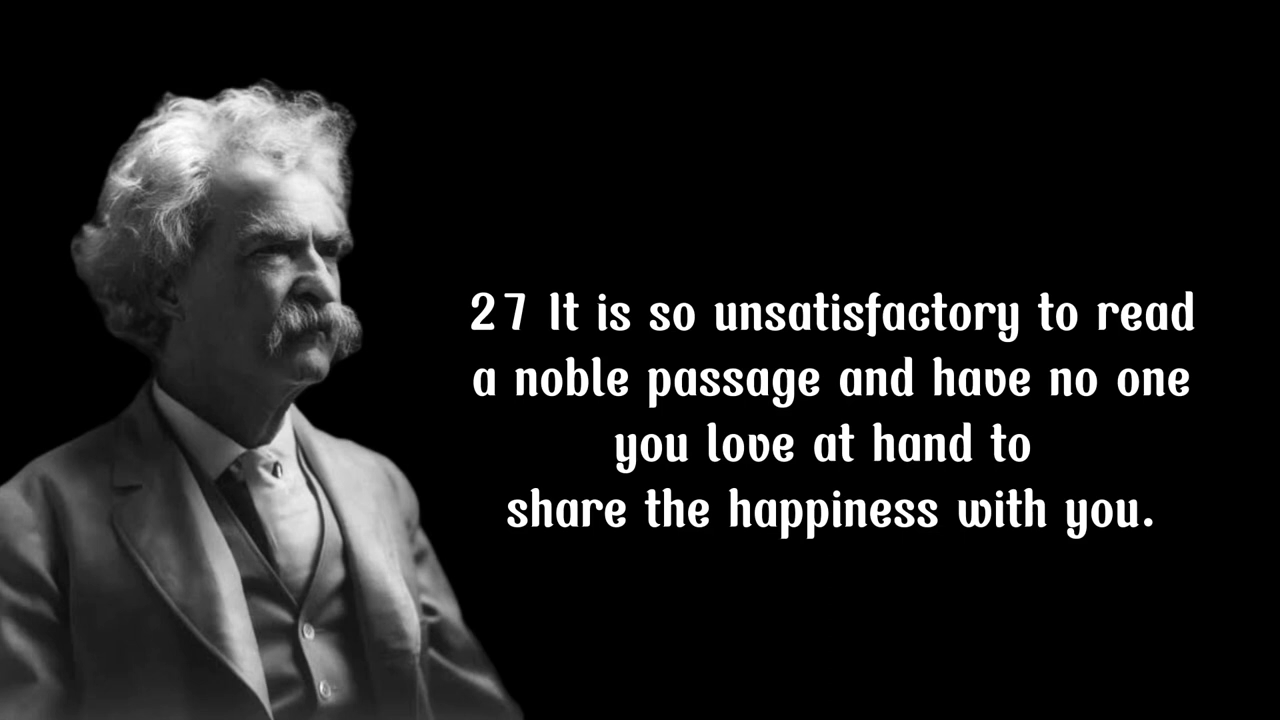 27 It is so unsatisfactory to read
a noble passage and have no one
you love at hand to
share the happiness with you.